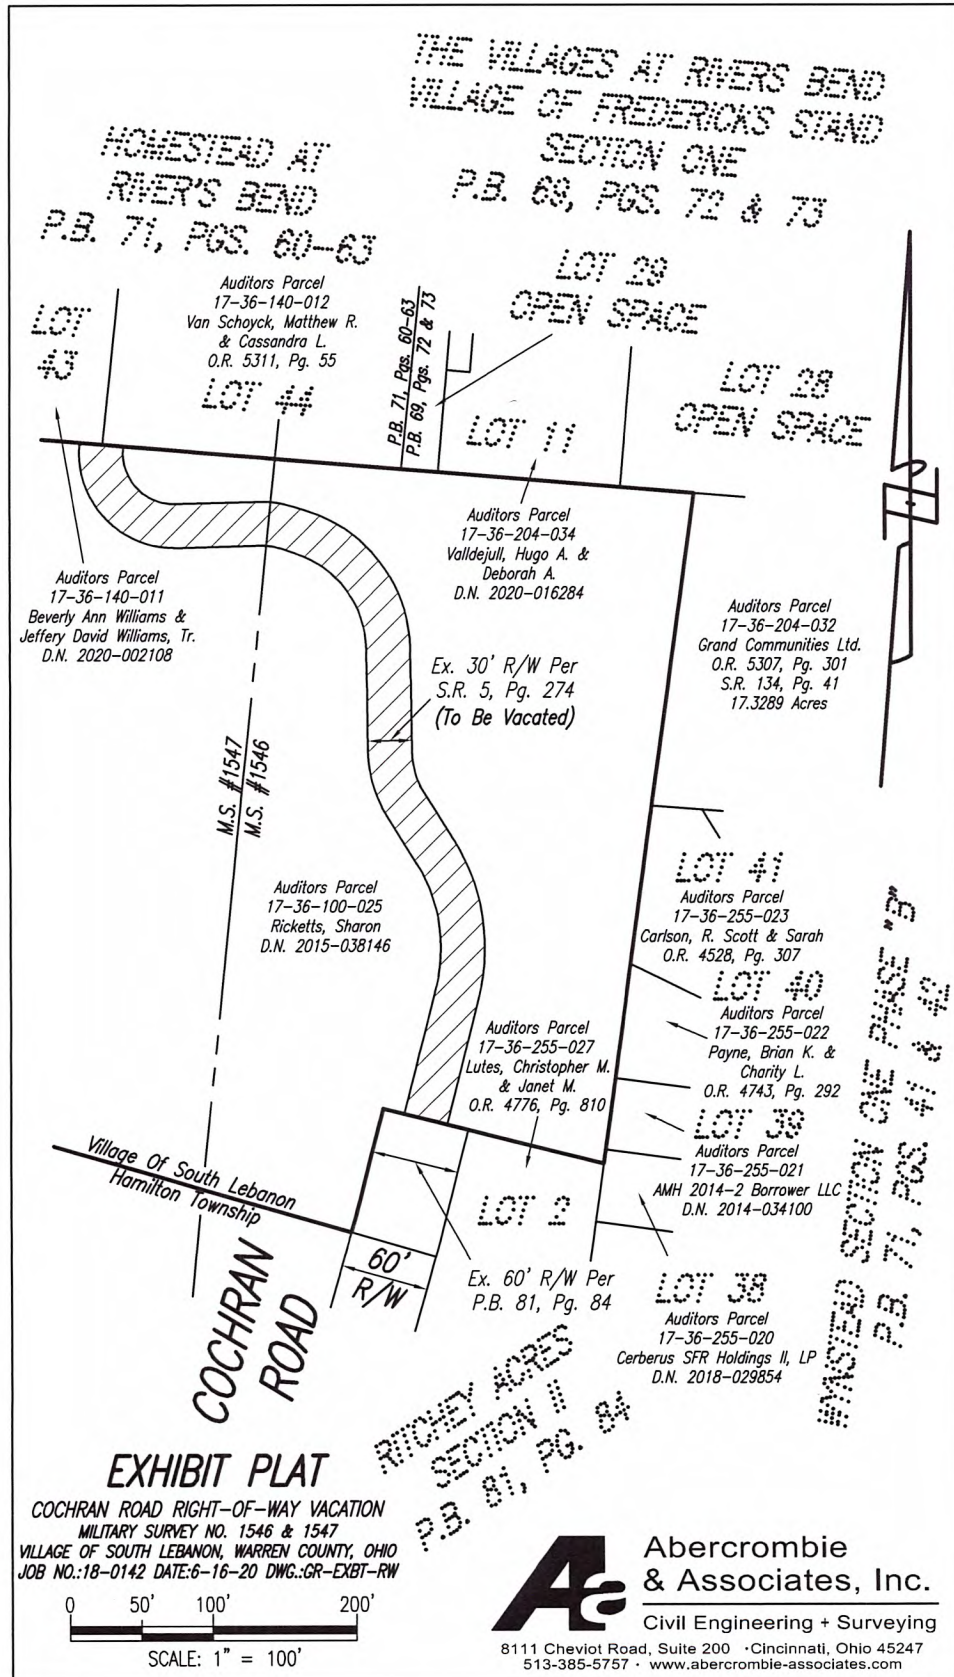 THE VILLAGES AT RIVERS BEND
VILLAGE OF FREDERICKS STAND
SECTION ONE
P.B. 69, PGS. 72 & 73
HOMESTEAD AT
RIVER'S BEND
P.B. 71, PGS. 60-63
LOT
43
Auditors Parcel
17-36-140-012
Van Schoyck, Matthew R.
& Cassandra L.
O.R. 5311, Pg. 55
LOT 44
P.B. 71, Pgs. 60-63
P.B. 69, Pgs. 72 & 73
LOT 29
OPEN SPACE
LOT 11
LOT 28
OPEN SPACE
N
Auditors Parcel
17-36-204-034
Valldejull, Hugo A. &
Deborah A.
D.N. 2020-016284
Auditors Parcel
17-36-140-011
Beverly Ann Williams &
Jeffery David Williams, Tr.
D.N. 2020-002108
Auditors Parcel
17-36-204-032
Grand Communities Ltd.
O.R. 5307, Pg. 301
S.R. 134, Pg. 41
17.3289 Acres
Ex. 30' R/W Per
S.R. 5, Pg. 274
(To Be Vacated)
M.S. #1547
M.S. #1546
Auditors Parcel
17-36-100-025
Ricketts, Sharon
D.N. 2015-038146
LOT 41
Auditors Parcel
17-36-255-023
Carlson, R. Scott & Sarah
O.R. 4528, Pg. 307
LOT 40
Auditors Parcel
17-36-255-022
Payne, Brian K. &
Charity L.
O.R. 4743, Pg. 292
Auditors Parcel
17-36-255-027
Lutes, Christopher M.
& Janet M.
O.R. 4776, Pg. 810
LOT 39
Auditors Parcel
17-36-255-021
AMH 2014-2 Borrower LLC
D.N. 2014-034100
SECTION ONE PHASE "3"
P.B. 71, PGS. 41 & 42
Village Of South Lebanon
Hamilton Township
LOT 2
60'
R/W
Ex. 60' R/W Per
P.B. 81, Pg. 84
LOT 38
Auditors Parcel
17-36-255-020
Cerberus SFR Holdings II, LP
D.N. 2018-029854
COCHRAN
ROAD
RITCHEY ACRES
SECTION II
P.B. 81, PG. 84
EXHIBIT PLAT
COCHRAN ROAD RIGHT-OF-WAY VACATION
MILITARY SURVEY NO. 1546 & 1547
VILLAGE OF SOUTH LEBANON, WARREN COUNTY, OHIO
JOB NO.:18-0142 DATE:6-16-20 DWG.:GR-EXBT-RW
0 50' 100' 200'
SCALE: 1" = 100'
Aa
Abercrombie
& Associates, Inc.
Civil Engineering + Surveying
8111 Cheviot Road, Suite 200 · Cincinnati, Ohio 45247
513-385-5757 · www.abercrombie-associates.com